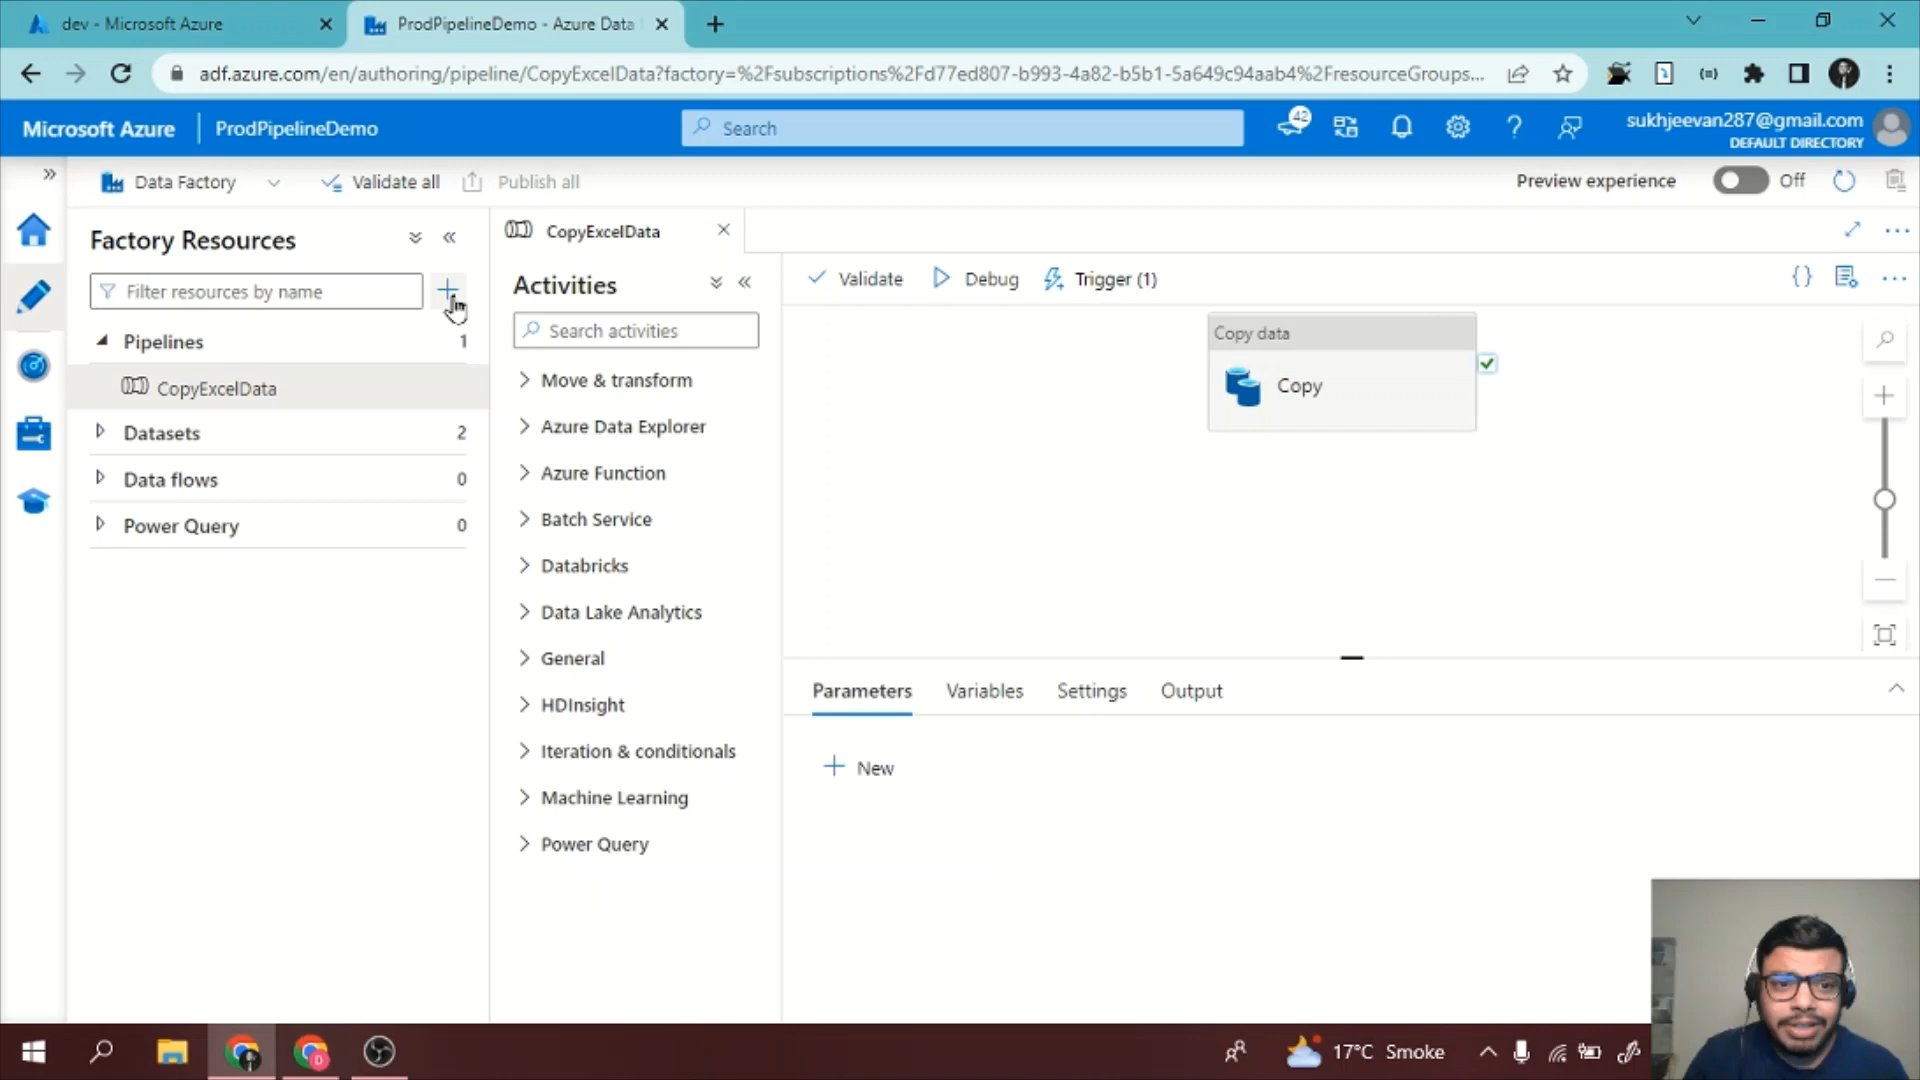 dev - Microsoft Azure
ProdPipelineDemo - Azure Data
adf.azure.com/en/authoring/pipeline/CopyExcelData?factory=%2Fsubscriptions%2Fd77ed807-b993-4a82-b5b1-5a649c94aab4%2FresourceGroups...
Microsoft Azure
ProdPipelineDemo
Search
42
sukhjeevan287@gmail.com
DEFAULT DIRECTORY
Data Factory
Validate all
Publish all
Preview experience
Off
Factory Resources
Filter resources by name
Pipelines 1
CopyExcelData
Datasets 2
Data flows 0
Power Query 0
CopyExcelData
Activities
Search activities
Move & transform
Azure Data Explorer
Azure Function
Batch Service
Databricks
Data Lake Analytics
General
HDInsight
Iteration & conditionals
Machine Learning
Power Query
Validate
Debug
Trigger (1)
Copy data
Copy
Parameters
Variables
Settings
Output
New
17°C Smoke